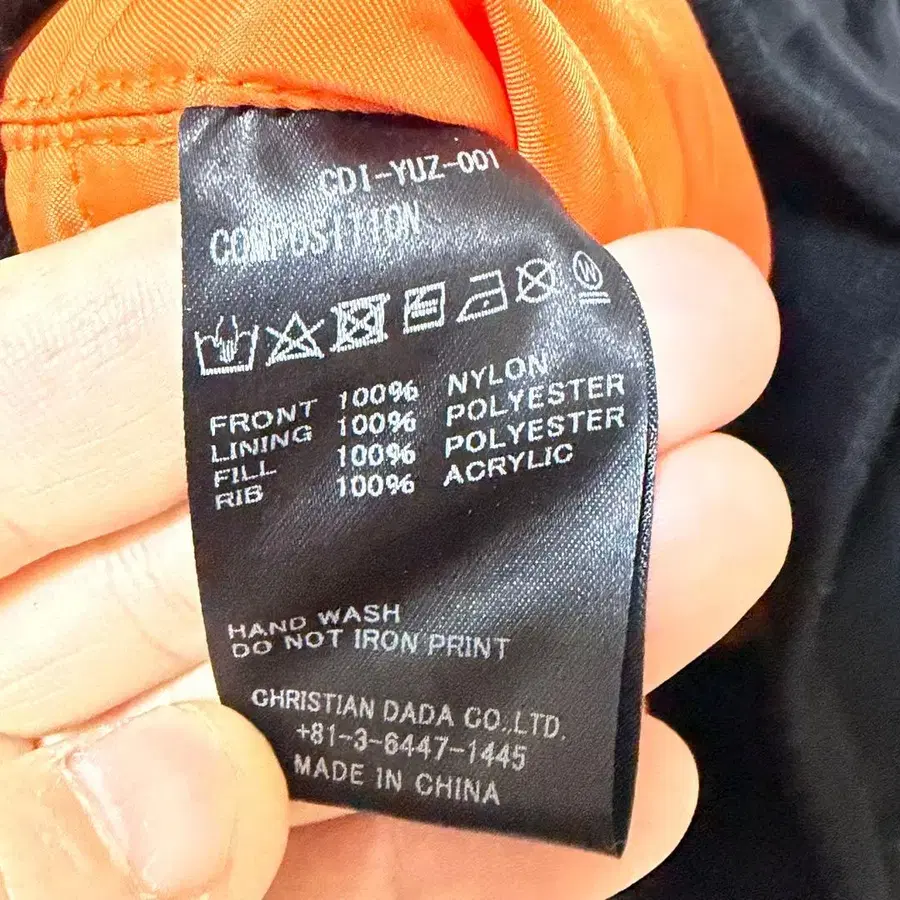 CDI-YUZ-001
COMPOSITION
W
FRONT 100% NYLON
LINING 100% POLYESTER
FILL 100% POLYESTER
RIB 100% ACRYLIC
HAND WASH
DO NOT IRON PRINT
CHRISTIAN DADA CO.,LTD.
+81-3-6447-1445
MADE IN CHINA